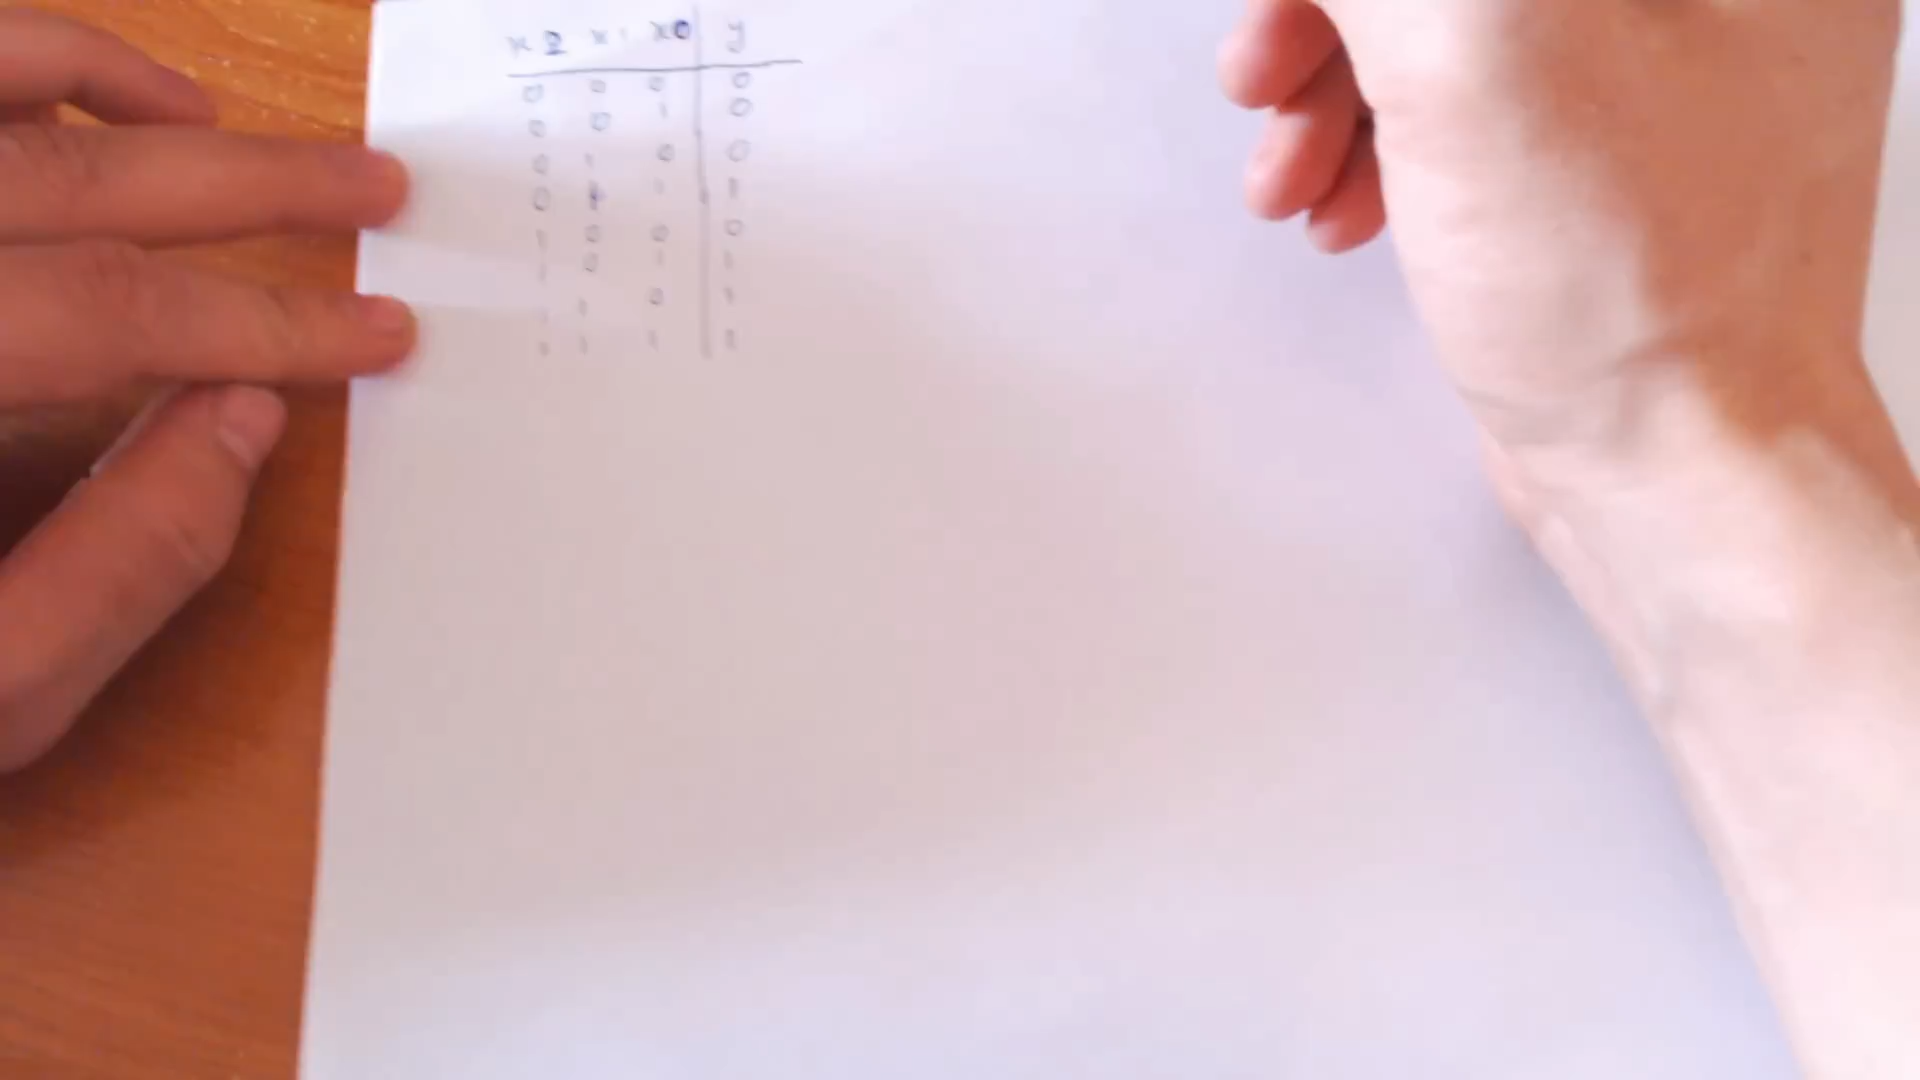 x2 x1 x0 y
0 0 0 0
0 0 1 0
0 1 0 0
0 1 1 1
1 0 0 0
1 0 1 1
1 1 0 1
1 1 1 1